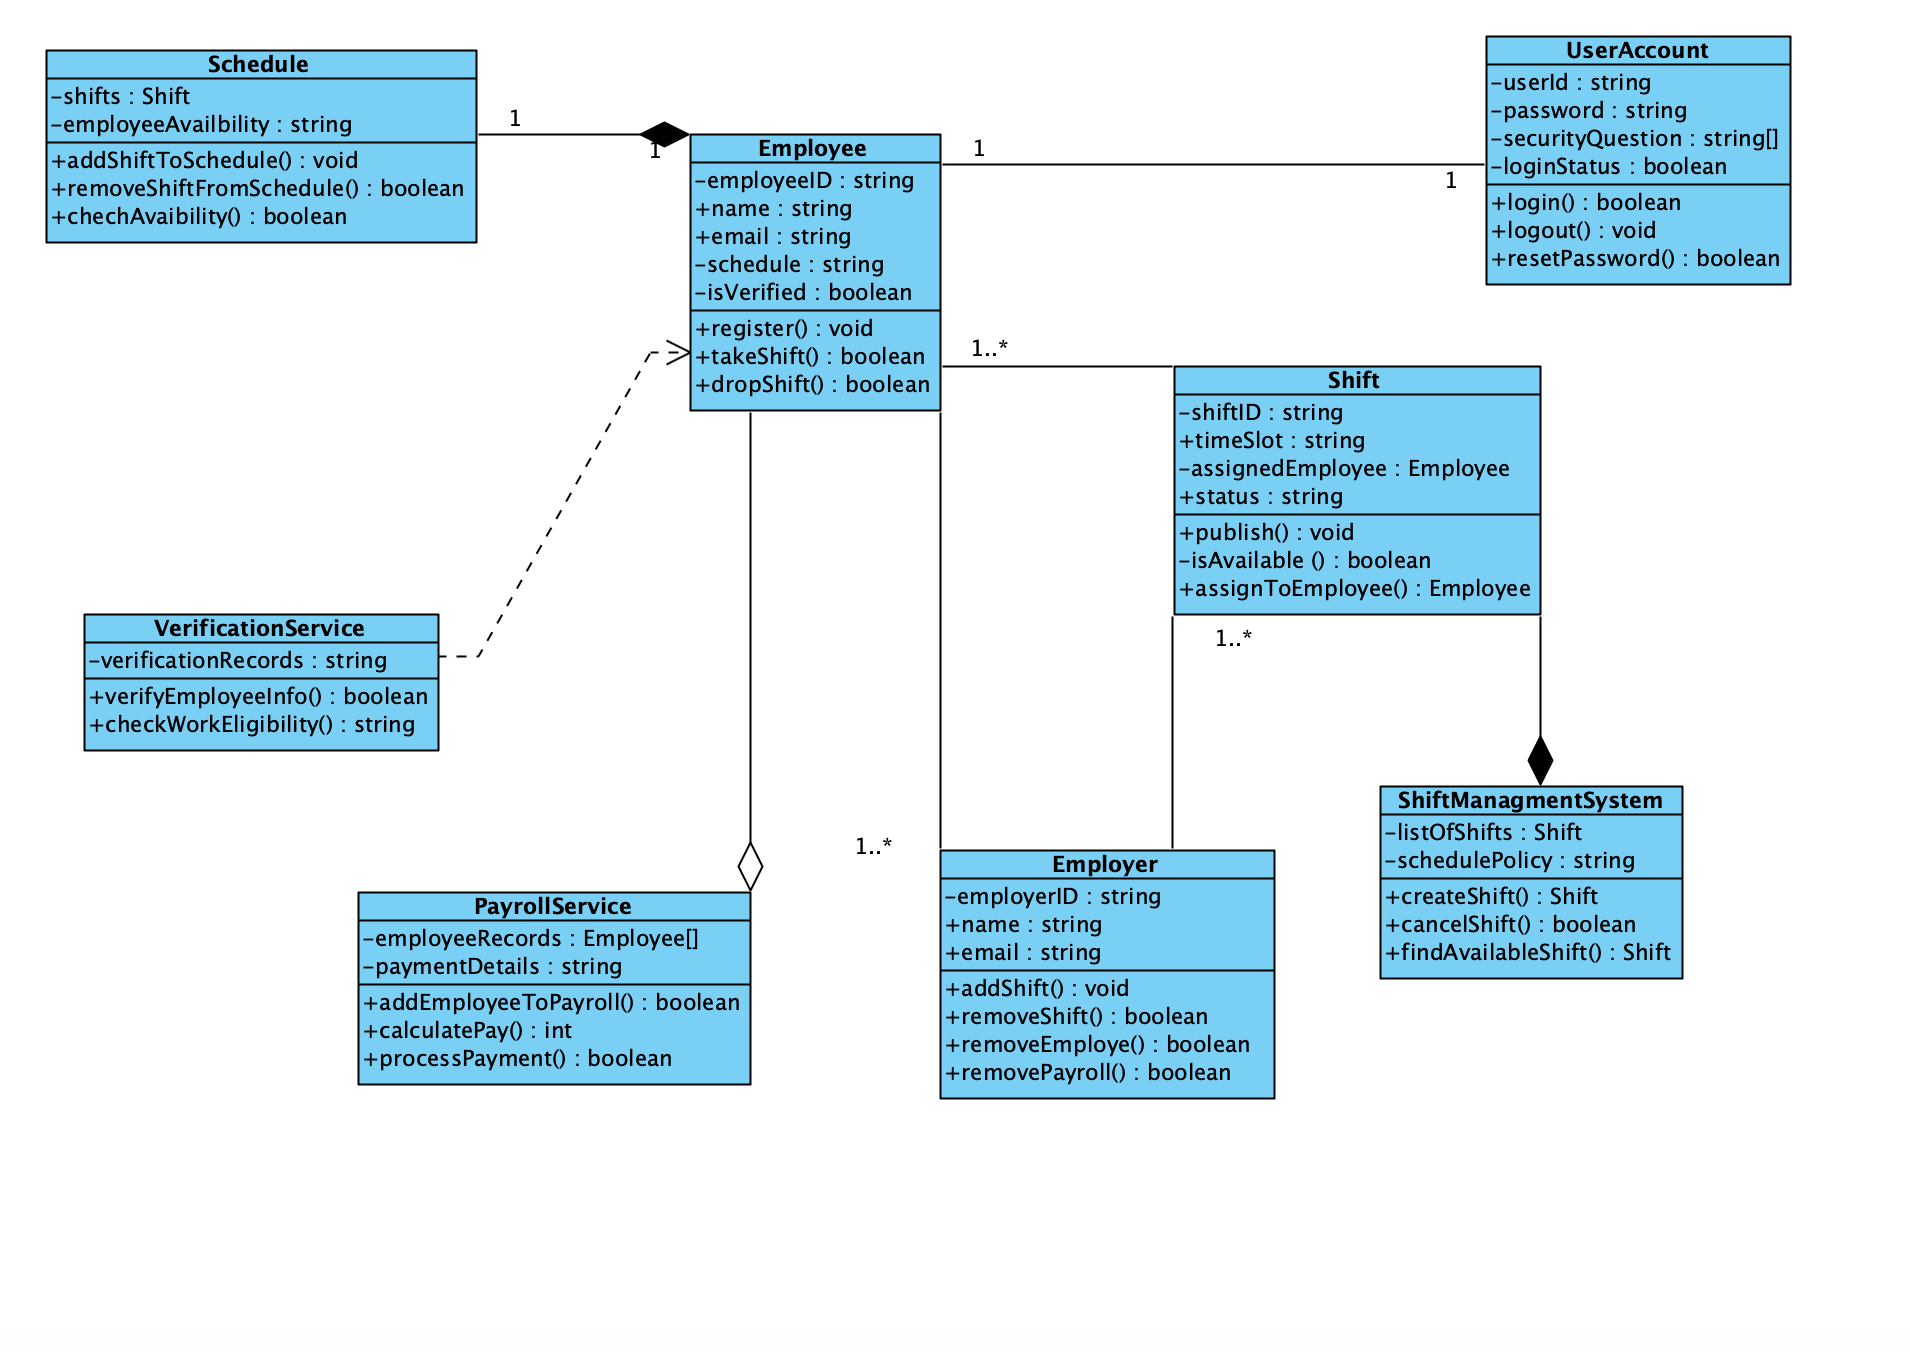 Schedule
-shifts : Shift
-employeeAvailbility : string
+addShiftToSchedule() : void
+removeShiftFromSchedule() : boolean
+chechAvaibility() : boolean
1
1
Employee
-employeeID : string
+name : string
+email : string
-schedule : string
-isVerified : boolean
+register() : void
+takeShift() : boolean
+dropShift() : boolean
1
1
UserAccount
-userId : string
-password : string
-securityQuestion : string[]
-loginStatus : boolean
+login() : boolean
+logout() : void
+resetPassword() : boolean
1..*
Shift
-shiftID : string
+timeSlot : string
-assignedEmployee : Employee
+status : string
+publish() : void
-isAvailable () : boolean
+assignToEmployee() : Employee
1..*
VerificationService
-verificationRecords : string
+verifyEmployeeInfo() : boolean
+checkWorkEligibility() : string
1..*
PayrollService
-employeeRecords : Employee[]
-paymentDetails : string
+addEmployeeToPayroll() : boolean
+calculatePay() : int
+processPayment() : boolean
Employer
-employerID : string
+name : string
+email : string
+addShift() : void
+removeShift() : boolean
+removeEmploye() : boolean
+removePayroll() : boolean
ShiftManagmentSystem
-listOfShifts : Shift
-schedulePolicy : string
+createShift() : Shift
+cancelShift() : boolean
+findAvailableShift() : Shift